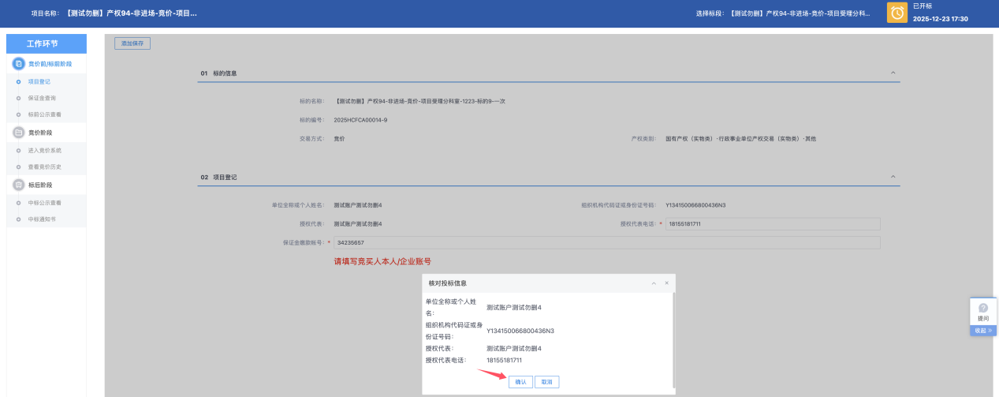 项目名称: 【测试勿删】产权94-非进场-竞价-项目...
选择标段: 【测试勿删】产权94-非进场-竞价-项目受理分科...
已开标
2025-12-23 17:30
工作环节
竞价前/标前阶段
项目登记
保证金查询
标前公示查看
竞价阶段
进入竞价系统
查看竞价历史
标后阶段
中标公示查看
中标通知书
添加保存
01 标的信息
标的名称: 【测试勿删】产权94-非进场-竞价-项目受理分科室-1223-标的9-一次
标的编号: 2025HCFCA00014-9
交易方式: 竞价
产权类别: 国有产权（实物类）·行政事业单位产权交易（实物类）·其他
02 项目登记
单位全称或个人姓名: 测试账户测试勿删4
组织机构代码证或身份证号码: Y134150066800436N3
授权代表: 测试账户测试勿删4
授权代表电话: * 18155181711
保证金缴款账号: * 34235657
请填写竞买人本人/企业账号
核对投标信息
单位全称或个人姓
名:
测试账户测试勿删4
组织机构代码证或身
份证号码:
Y134150066800436N3
授权代表: 测试账户测试勿删4
授权代表电话: 18155181711
确认 取消
提问
收起 »